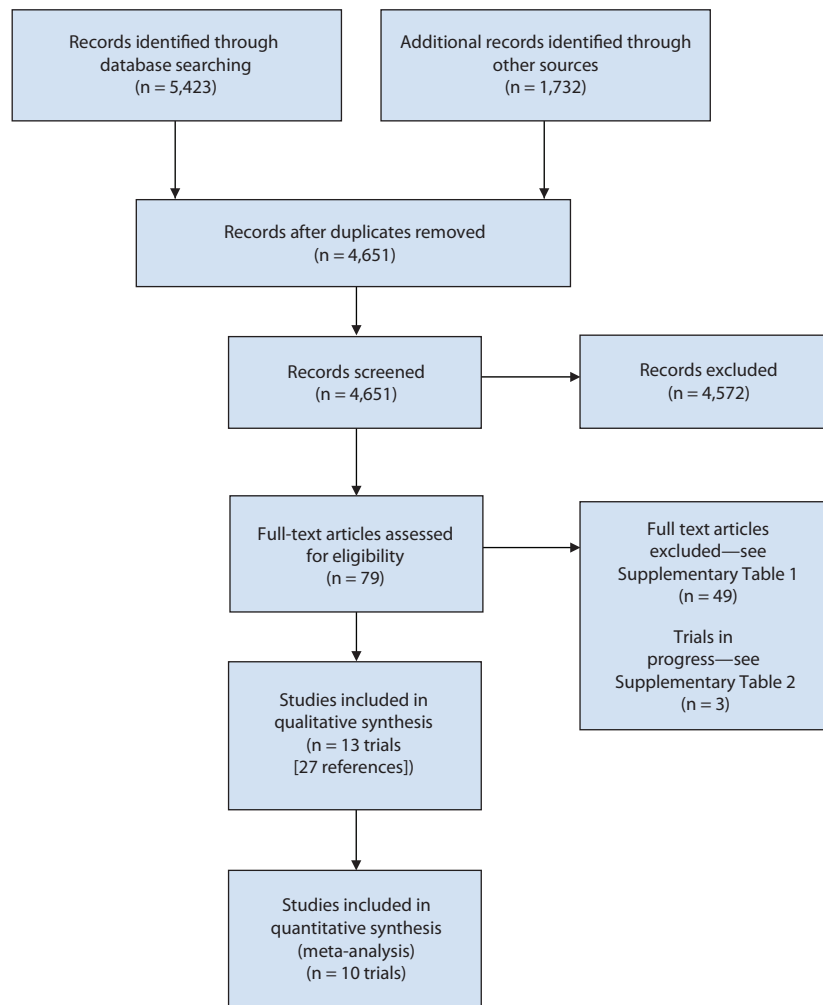 Records identified through
database searching
(n = 5,423)
Additional records identified through
other sources
(n = 1,732)
Records after duplicates removed
(n = 4,651)
Records screened
(n = 4,651)
Records excluded
(n = 4,572)
Full-text articles assessed
for eligibility
(n = 79)
Full text articles
excluded—see
Supplementary Table 1
(n = 49)
Trials in
progress—see
Supplementary Table 2
(n = 3)
Studies included in
qualitative synthesis
(n = 13 trials
[27 references])
Studies included in
quantitative synthesis
(meta-analysis)
(n = 10 trials)